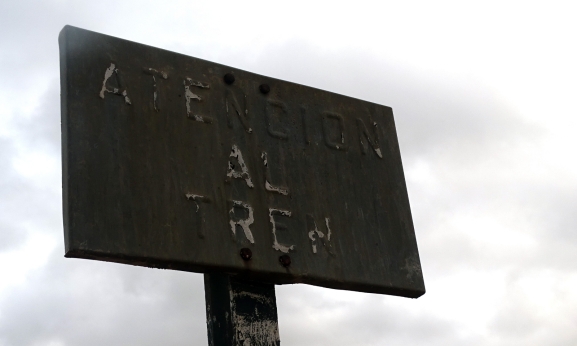 ATENCION
AL
TREN